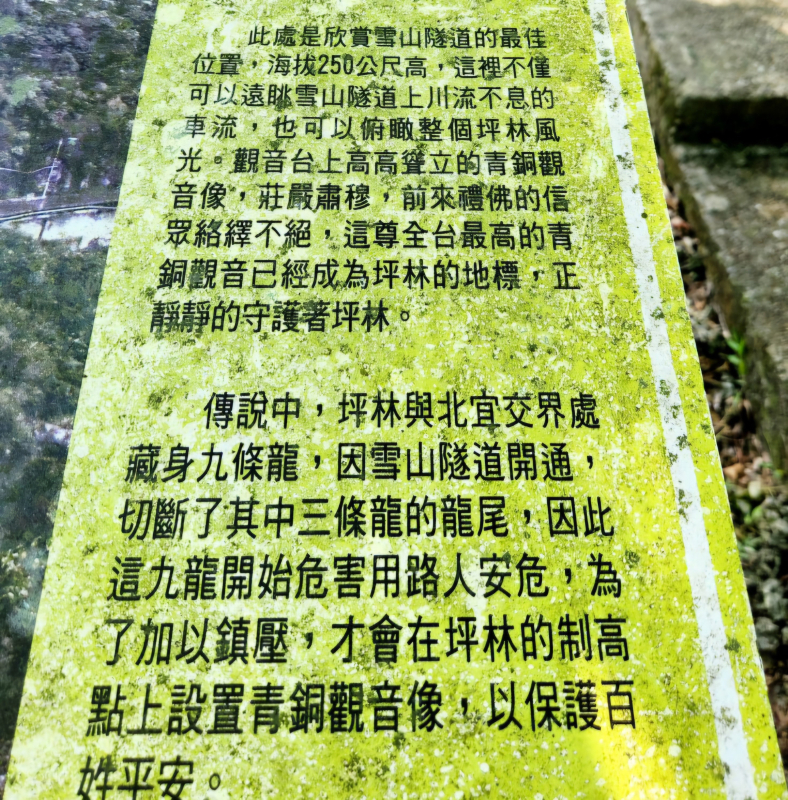 此處是欣賞雪山隧道的最佳
位置，海拔250公尺高，這裡不僅
可以遠眺雪山隧道上川流不息的
車流，也可以俯瞰整個坪林風
光。觀音台上高高聳立的青銅觀
音像，莊嚴肅穆，前來禮佛的信
眾絡繹不絕，這尊全台最高的青
銅觀音已經成為坪林的地標，正
靜靜的守護著坪林。
傳說中，坪林與北宜交界處
藏身九條龍，因雪山隧道開通，
切斷了其中三條龍的龍尾，因此
這九龍開始危害用路人安危，為
了加以鎮壓，才會在坪林的制高
點上設置青銅觀音像，以保護百
姓平安。